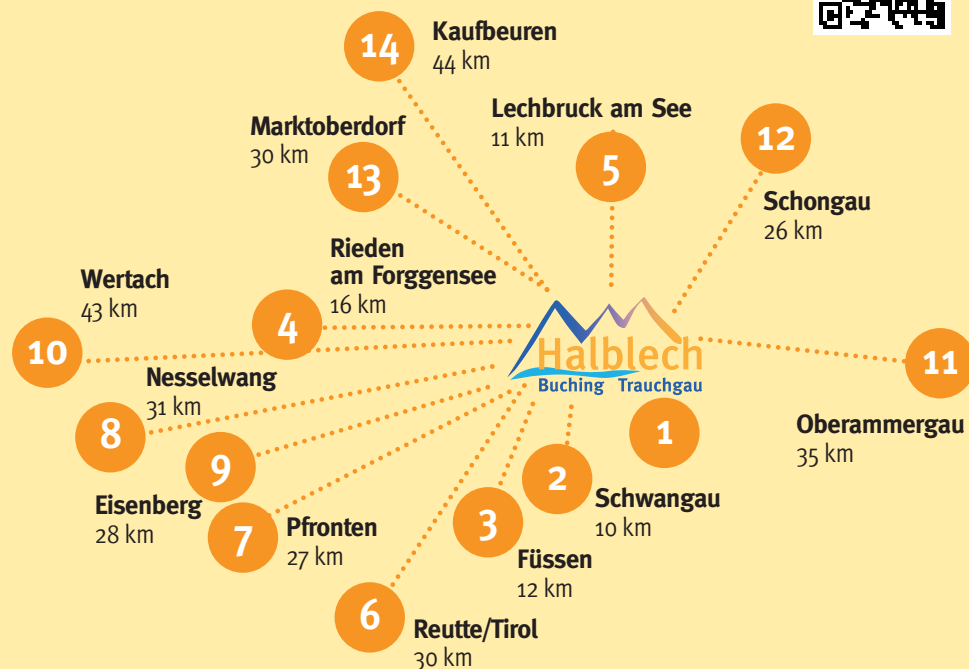 14
Kaufbeuren
44 km
Lechbruck am See
11 km
5
12
Schongau
26 km
Marktoberdorf
30 km
13
Rieden
am Forggensee
16 km
4
Wertach
43 km
10
Halblech
Buching Trauchgau
11
Oberammergau
35 km
Nesselwang
31 km
8
1
9
Eisenberg
28 km
2
Schwangau
10 km
7
Pfronten
27 km
3
Füssen
12 km
6
Reutte/Tirol
30 km